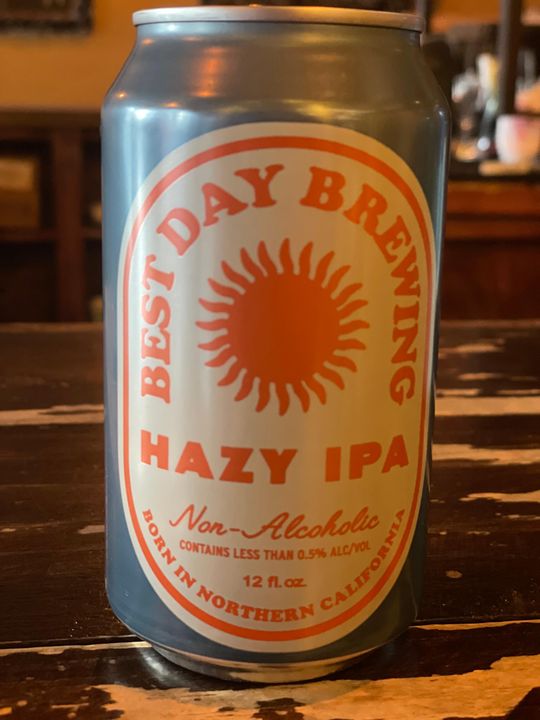 BEST DAY BREWING
HAZY IPA
Non-Alcoholic
CONTAINS LESS THAN 0.5% ALC/VOL
12 fl. oz.
BORN IN NORTHERN CALIFORNIA